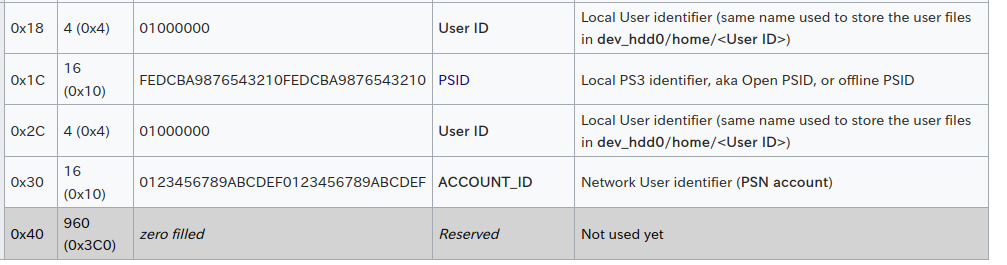 0x18 4 (0x4) 01000000 User ID Local User identifier (same name used to store the user files
in dev_hdd0/home/<User ID>)
0x1C 16
(0x10) FEDCBA9876543210FEDCBA9876543210 PSID Local PS3 identifier, aka Open PSID, or offline PSID
0x2C 4 (0x4) 01000000 User ID Local User identifier (same name used to store the user files
in dev_hdd0/home/<User ID>)
0x30 16
(0x10) 0123456789ABCDEF0123456789ABCDEF ACCOUNT_ID Network User identifier (PSN account)
0x40 960
(0x3C0) zero filled Reserved Not used yet